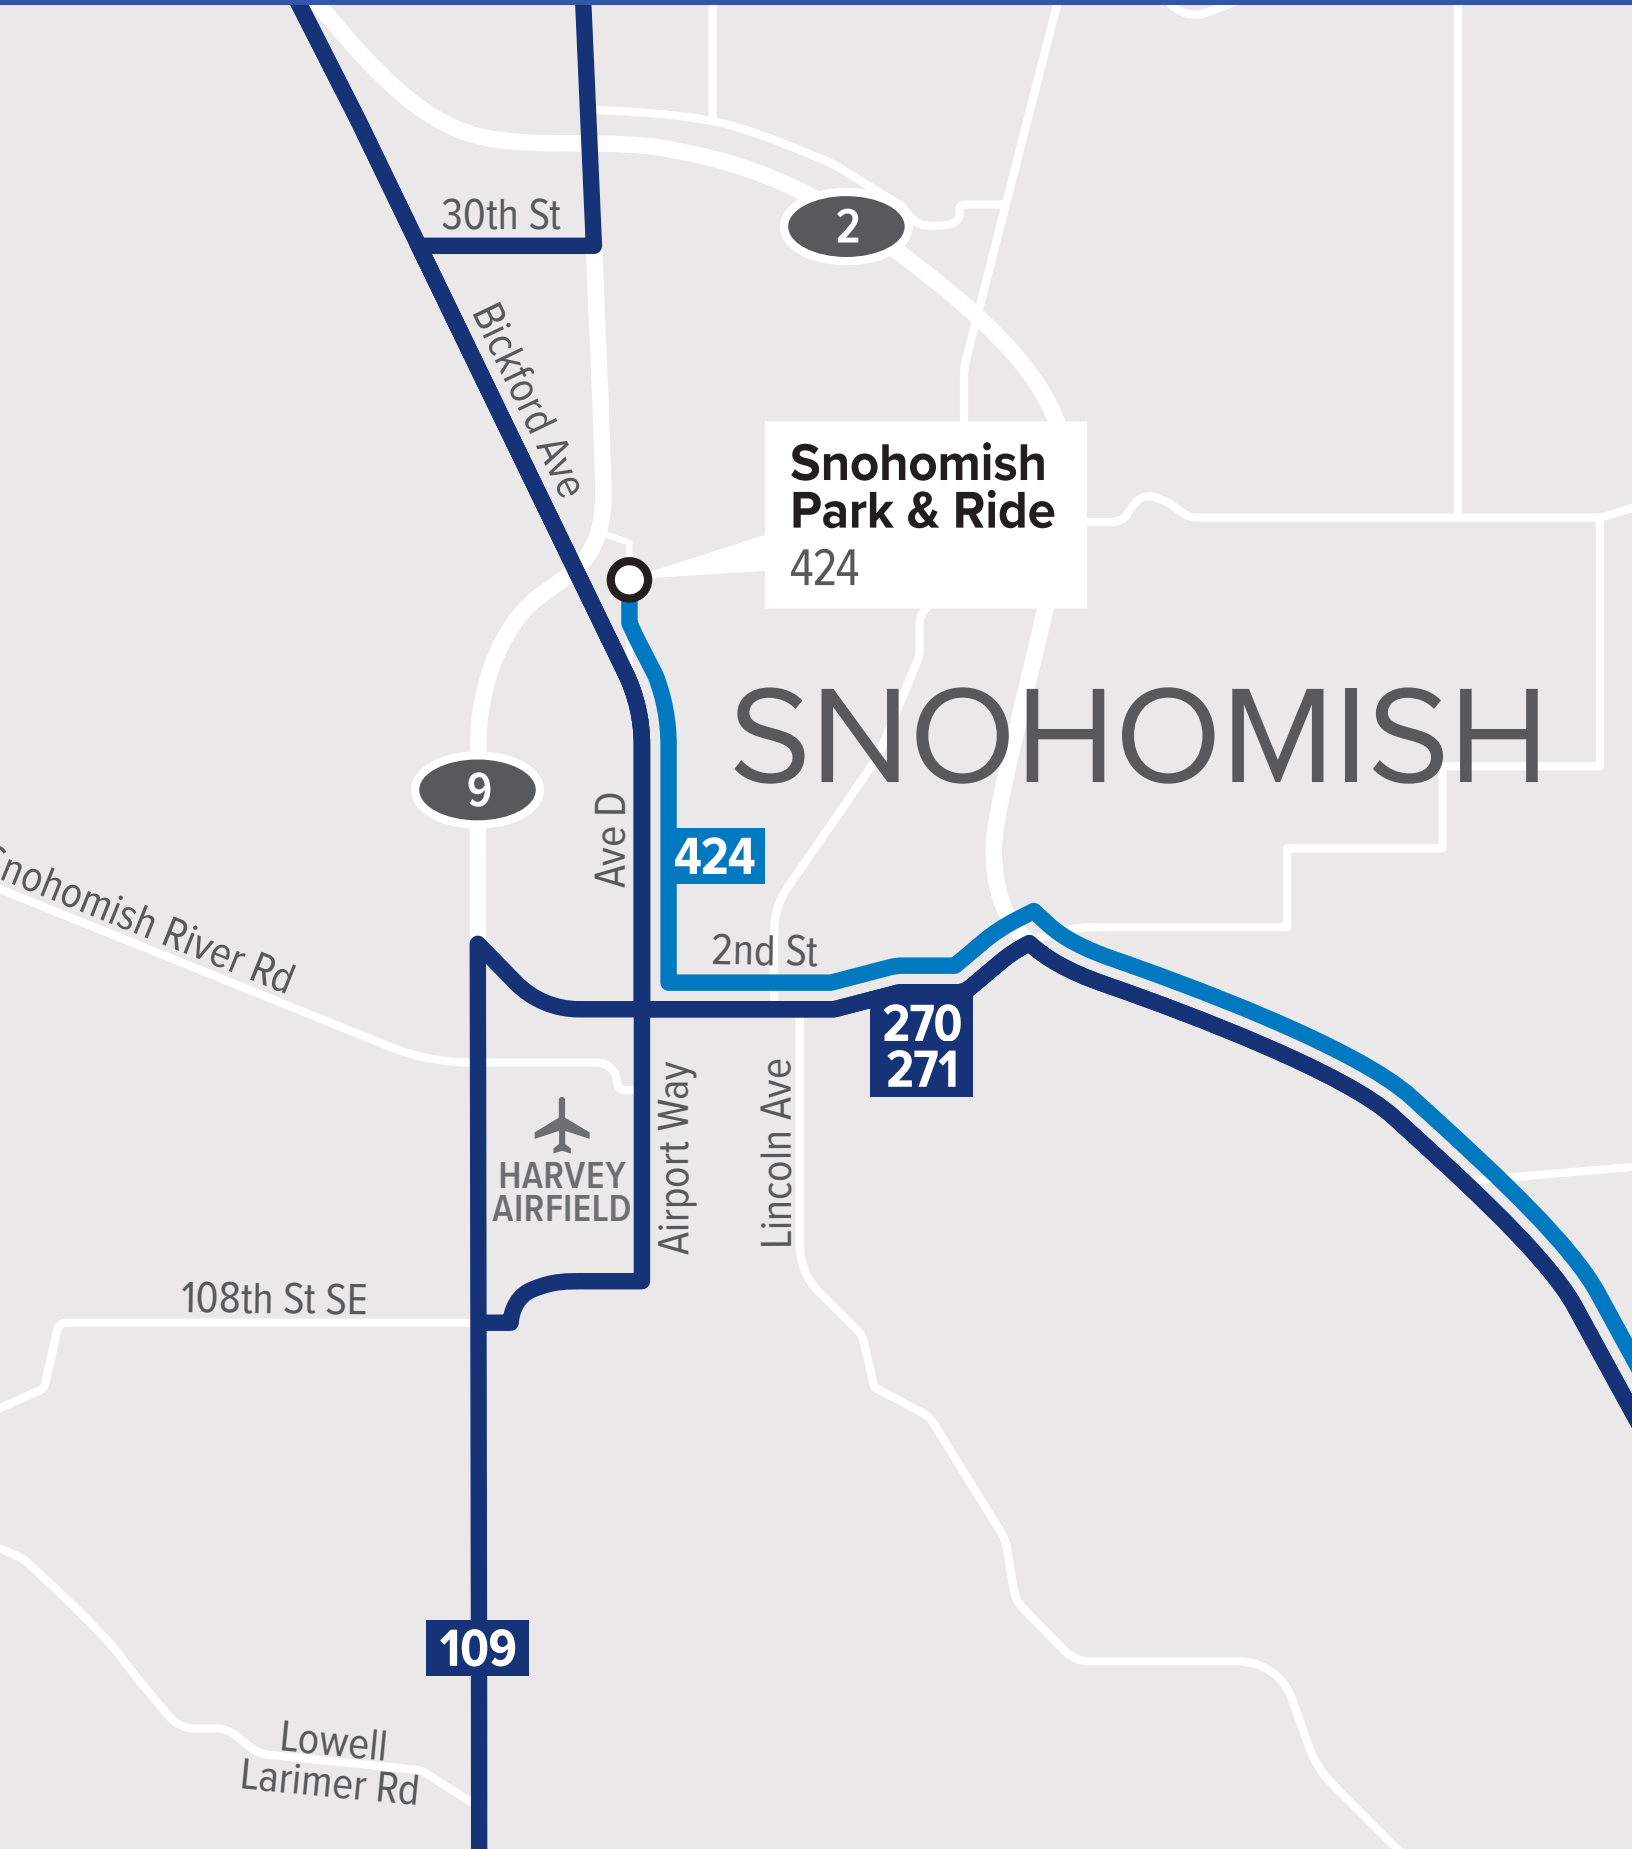 30th St
2
Bickford Ave
Snohomish
Park & Ride
424
SNOHOMISH
9
Ave D
424
Snohomish River Rd
2nd St
270
271
HARVEY
AIRFIELD
Airport Way
Lincoln Ave
108th St SE
109
Lowell
Larimer Rd